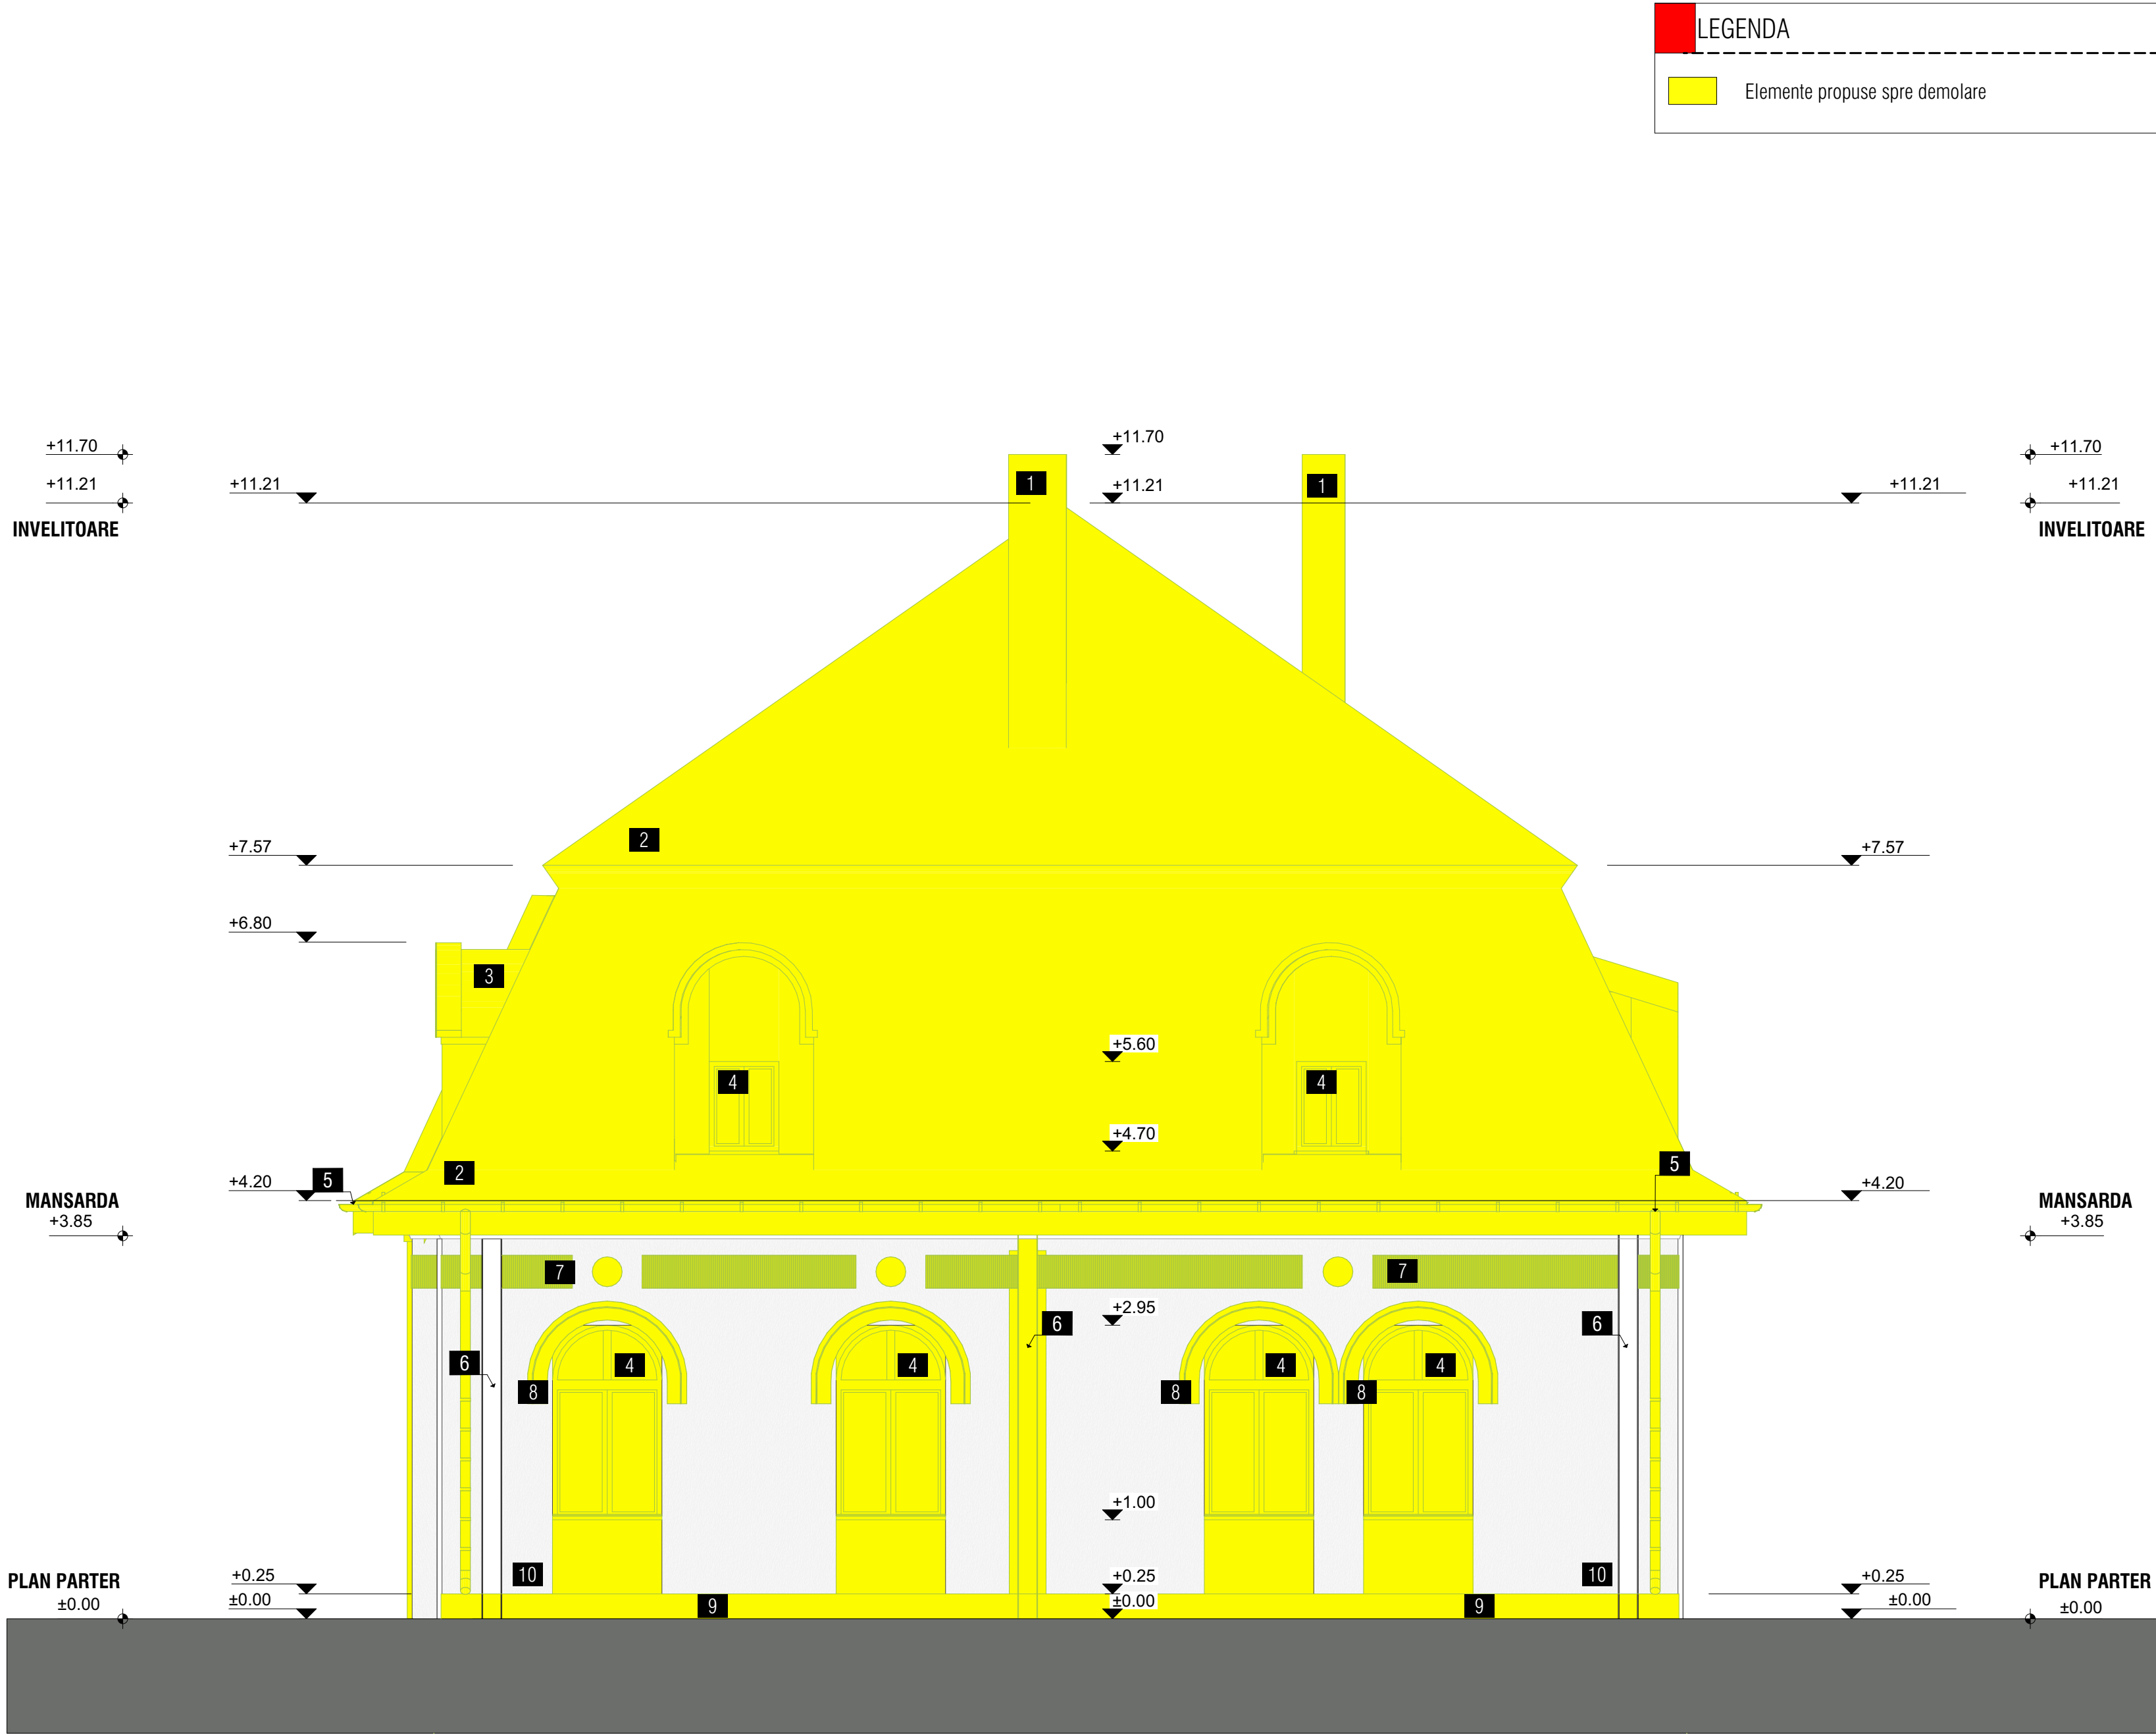 LEGENDA
Elemente propuse spre demolare
+11.70 +11.70 +11.70
1 1
+11.21 +11.21 +11.21 +11.21 +11.21
INVELITOARE INVELITOARE
2
+7.57 +7.57
+6.80
3
+5.60
4 4
+4.70
5 2 5
+4.20 +4.20
MANSARDA MANSARDA
+3.85 +3.85
7 7
+2.95
6 6
6 4 4 4 4
8 8 8
+1.00
10 10
+0.25 +0.25 +0.25
PLAN PARTER PLAN PARTER
±0.00 ±0.00 ±0.00 ±0.00 ±0.00
9 9